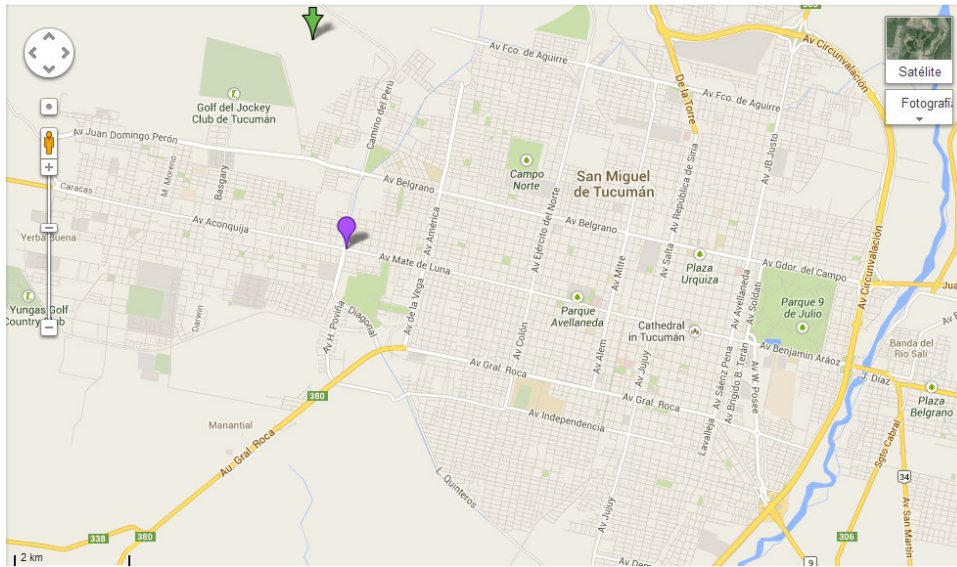 305
Av Circunvalación
Satélite
Fotografía
Av Fco. de Aguirre
De la Torre
Av Fco. de Aguirre
Golf del Jockey
Club de Tucumán
Camino del Perú
Av Juan Domingo Perón
Campo
Norte
San Miguel
de Tucumán
Av República de Siria
Av JB Justo
M. Moreno
Basgary
Caracas
Av Belgrano
Av Aconquija
Yerba Buena
Av América
Av Ejército del Norte
Av Belgrano
Av Mate de Luna
Av Mitre
Av Salta
Plaza
Urquiza
Av Gdor. del Campo
Av Circunvalación
Yungas Golf
Country Club
Darwin
Av H. Poviña
Diagonal
Av de la Vega
Parque
Avellaneda
Cathedral
in Tucumán
Av Avellaneda
Av Soldati
Parque 9
de Julio
Av Colón
Av Alem
Av Jujuy
Av Benjamin Aráoz
Banda del
Río Salí
J. Díaz
Plaza
Belgrano
Av Gral. Roca
380
Av Gral. Roca
Av Sáenz Pena
Av Brígido B. Terán
Av W. Posee
Av Independencia
Lavalleja
Manantial
Au. Gral. Roca
L. Quinteros
Sgto Cabral
34
Av San Martín
Av Jujuy
338
380
306
2 km
9